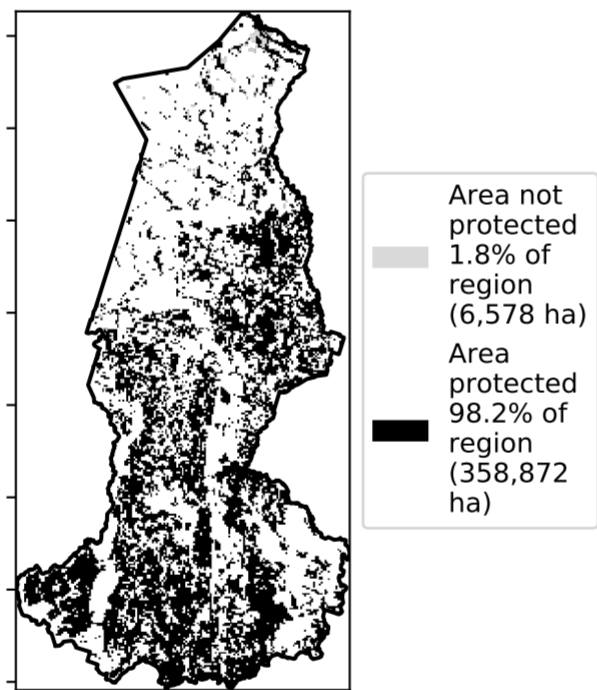 Area not
protected
1.8% of
region
(6,578 ha)
Area
protected
98.2% of
region
(358,872
ha)